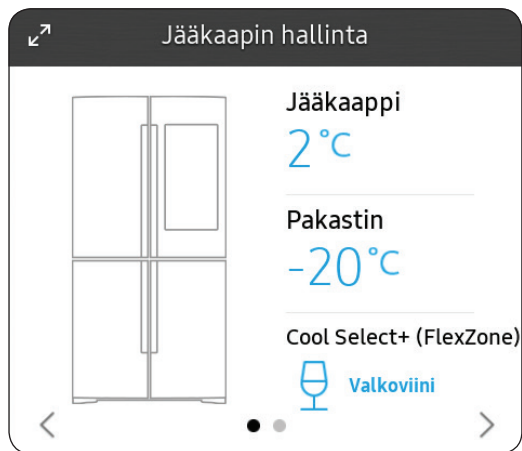 Jääkaapin hallinta
Jääkaappi
2°C
Pakastin
-20°C
Cool Select+ (FlexZone)
Valkoviini